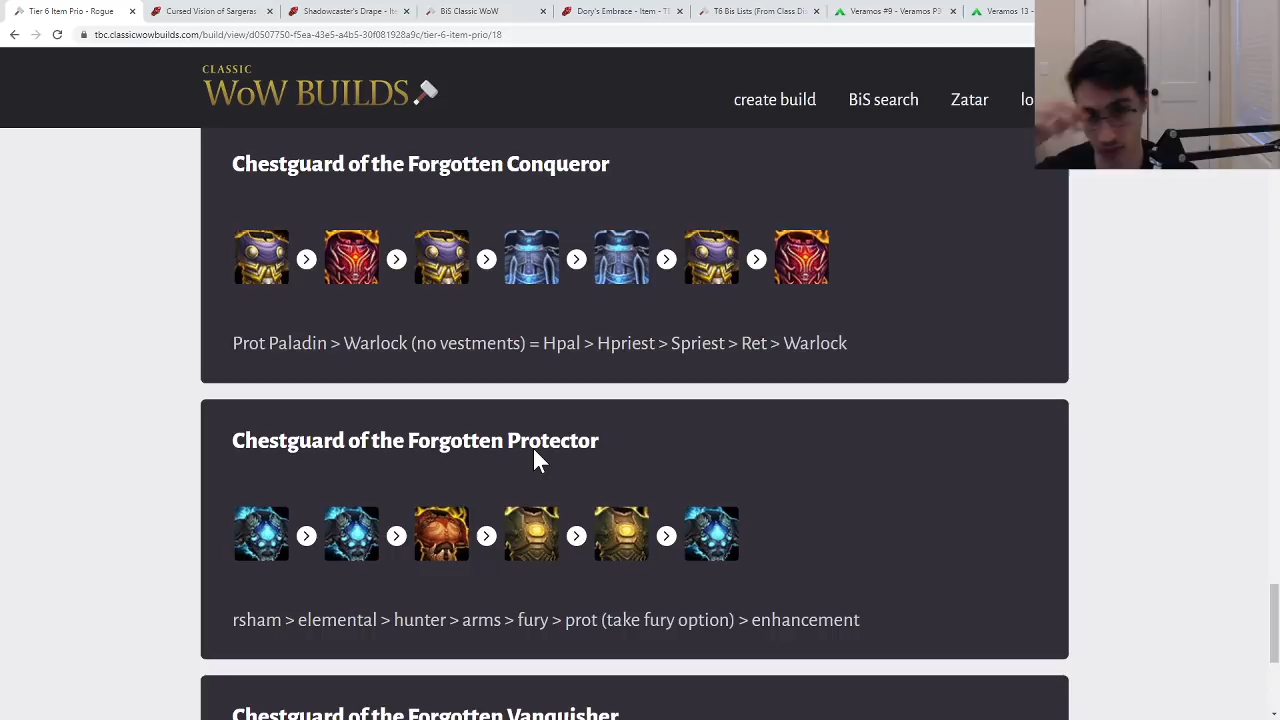 Tier 6 Item Prio - Rogue
Cursed Vision of Sargeras
Shadowcaster's Drape - Ite
BiS Classic WoW
Dory's Embrace - Item - T
T6 Bis Lists (From Class Di
Veramos #9 - Veramos P3
Veramos 13 -
tbc.classicwowbuilds.com/build/view/d0507750-f5ea-43e5-a4b5-30f081928a9c/tier-6-item-prio/18
CLASSIC
WoW BUILDS
create build
BiS search
Zatar
lo
Chestguard of the Forgotten Conqueror
Prot Paladin > Warlock (no vestments) = Hpal > Hpriest > Spriest > Ret > Warlock
Chestguard of the Forgotten Protector
rsham > elemental > hunter > arms > fury > prot (take fury option) > enhancement
Chestguard of the Forgotten Vanquisher